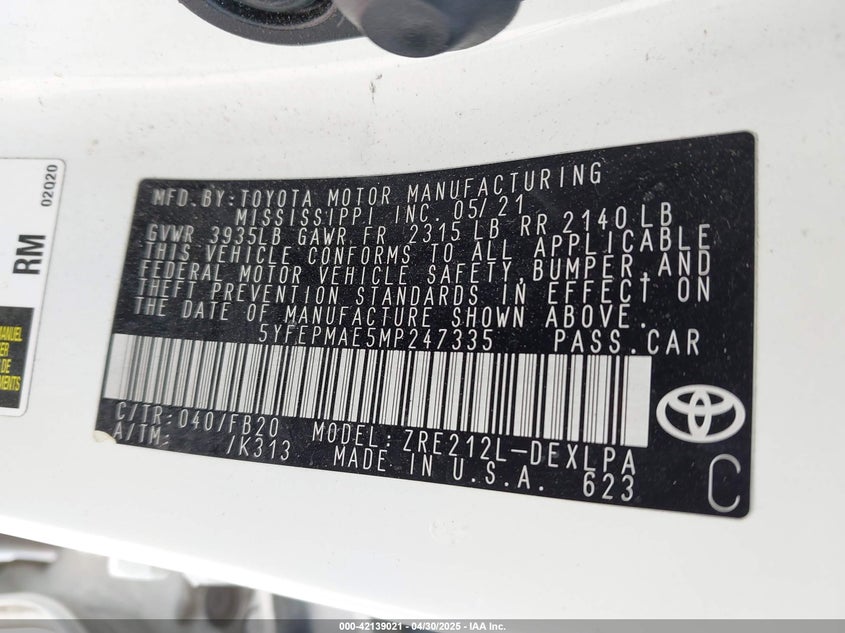 02020
RM
MFD.BY:TOYOTA MOTOR MANUFACTURING
MISSISSIPPI INC. 05/21
GVWR 3935LB GAWR FR 2315 LB RR 2140 LB
THIS VEHICLE CONFORMS TO ALL APPLICABLE
FEDERAL MOTOR VEHICLE SAFETY,BUMPER,AND
THEFT PREVENTION STANDARDS IN EFFECT ON
THE DATE OF MANUFACTURE SHOWN ABOVE.
5YFEPMAE5MP247335 PASS.CAR
C/TR:040/FB20 MODEL:ZRE212L-DEXLPA
A/TM: /K313 MADE IN U.S.A. 623
C
000-42139021 - 04/30/2025 - IAA Inc.